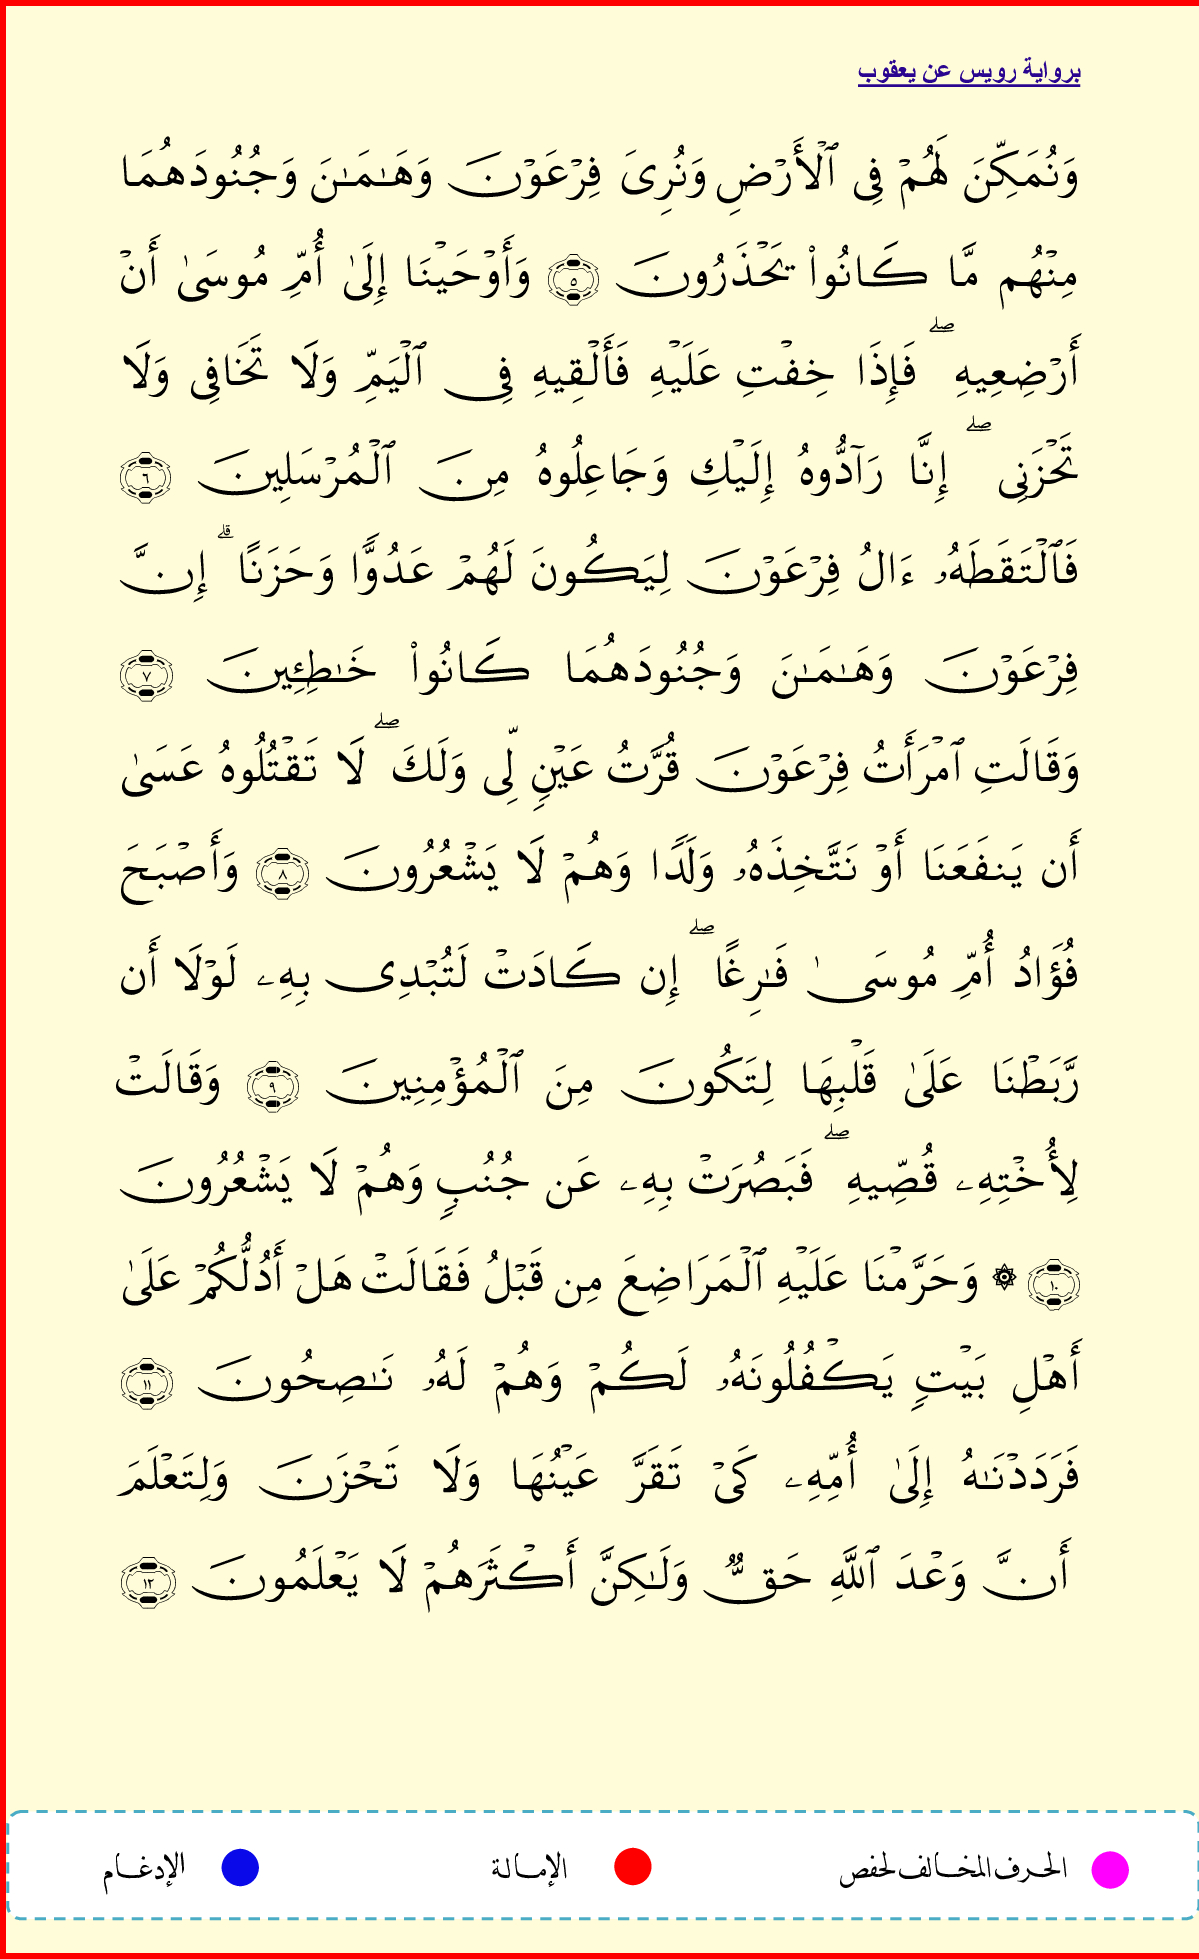 برواية رويس عن يعقوب
وَنُمَكِّنَ لَهُمۡ فِي ٱلۡأَرۡضِ وَنُرِيَ فِرۡعَوۡنَ وَهَٰمَٰنَ وَجُنُودَهُمَا
مِنۡهُم مَّا كَانُواْ يَحۡذَرُونَ ٥ وَأَوۡحَيۡنَا إِلَىٰ أُمِّ مُوسَىٰ أَنۡ
أَرۡضِعِيهِۖ فَإِذَا خِفۡتِ عَلَيۡهِ فَأَلۡقِيهِ فِي ٱلۡيَمِّ وَلَا تَخَافِي وَلَا
تَحۡزَنِيۖ إِنَّا رَآدُّوهُ إِلَيۡكِ وَجَاعِلُوهُ مِنَ ٱلۡمُرۡسَلِينَ ٦
فَٱلۡتَقَطَهُۥ ءَالُ فِرۡعَوۡنَ لِيَكُونَ لَهُمۡ عَدُوّٗا وَحَزَنًاۗ إِنَّ
فِرۡعَوۡنَ وَهَٰمَٰنَ وَجُنُودَهُمَا كَانُواْ خَٰطِـِٔينَ ٧
وَقَالَتِ ٱمۡرَأَتُ فِرۡعَوۡنَ قُرَّتُ عَيۡنٖ لِّي وَلَكَۖ لَا تَقۡتُلُوهُ عَسَىٰ
أَن يَنفَعَنَا أَوۡ نَتَّخِذَهُۥ وَلَدٗا وَهُمۡ لَا يَشۡعُرُونَ ٨ وَأَصۡبَحَ
فُؤَادُ أُمِّ مُوسَىٰ فَٰرِغًاۖ إِن كَادَتۡ لَتُبۡدِي بِهِۦ لَوۡلَا أَن
رَّبَطۡنَا عَلَىٰ قَلۡبِهَا لِتَكُونَ مِنَ ٱلۡمُؤۡمِنِينَ ٩ وَقَالَتۡ
لِأُخۡتِهِۦ قُصِّيهِۖ فَبَصُرَتۡ بِهِۦ عَن جُنُبٖ وَهُمۡ لَا يَشۡعُرُونَ
١٠ ۞ وَحَرَّمۡنَا عَلَيۡهِ ٱلۡمَرَاضِعَ مِن قَبۡلُ فَقَالَتۡ هَلۡ أَدُلُّكُمۡ عَلَىٰ
أَهۡلِ بَيۡتٖ يَكۡفُلُونَهُۥ لَكُمۡ وَهُمۡ لَهُۥ نَٰصِحُونَ ١١
فَرَدَدۡنَٰهُ إِلَىٰ أُمِّهِۦ كَيۡ تَقَرَّ عَيۡنُهَا وَلَا تَحۡزَنَ وَلِتَعۡلَمَ
أَنَّ وَعۡدَ ٱللَّهِ حَقّٞ وَلَٰكِنَّ أَكۡثَرَهُمۡ لَا يَعۡلَمُونَ ١٢
الحرف المخالف لحفص الإمالة الإدغام